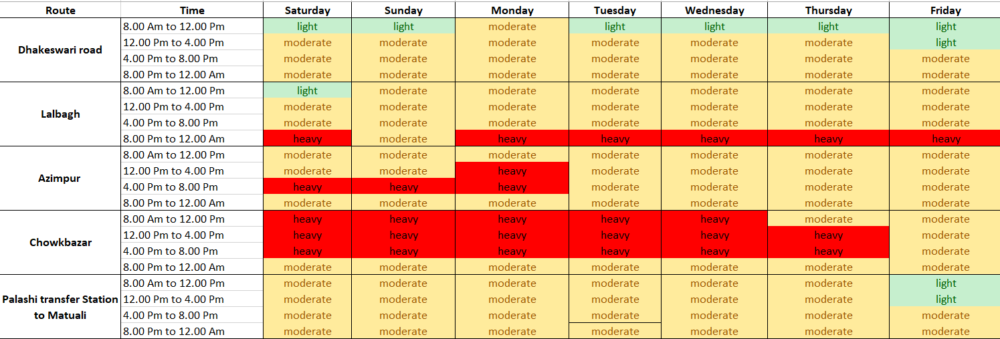 Route Time Saturday Sunday Monday Tuesday Wednesday Thursday Friday
8.00 Am to 12.00 Pm light light moderate light light light light
12.00 Pm to 4.00 Pm moderate moderate moderate moderate moderate moderate light
Dhakeswari road
4.00 Pm to 8.00 Pm moderate moderate moderate moderate moderate moderate moderate
8.00 Pm to 12.00 Am moderate moderate moderate moderate moderate moderate moderate
8.00 Am to 12.00 Pm light moderate moderate moderate moderate moderate moderate
12.00 Pm to 4.00 Pm moderate moderate moderate moderate moderate moderate moderate
Lalbagh
4.00 Pm to 8.00 Pm moderate moderate moderate moderate moderate moderate moderate
8.00 Pm to 12.00 Am heavy moderate heavy heavy heavy heavy heavy
8.00 Am to 12.00 Pm moderate moderate moderate moderate moderate moderate moderate
12.00 Pm to 4.00 Pm moderate moderate heavy moderate moderate moderate moderate
Azimpur
4.00 Pm to 8.00 Pm heavy heavy heavy moderate moderate moderate moderate
8.00 Pm to 12.00 Am moderate moderate moderate moderate moderate moderate moderate
8.00 Am to 12.00 Pm heavy heavy heavy heavy heavy moderate moderate
12.00 Pm to 4.00 Pm heavy heavy heavy heavy heavy heavy moderate
Chowkbazar
4.00 Pm to 8.00 Pm heavy heavy heavy heavy heavy heavy moderate
8.00 Pm to 12.00 Am moderate moderate moderate moderate moderate moderate moderate
8.00 Am to 12.00 Pm moderate moderate moderate moderate moderate moderate light
Palashi transfer Station 12.00 Pm to 4.00 Pm moderate moderate moderate moderate moderate moderate light
to Matuali 4.00 Pm to 8.00 Pm moderate moderate moderate moderate moderate moderate moderate
8.00 Pm to 12.00 Am moderate moderate moderate moderate moderate moderate moderate